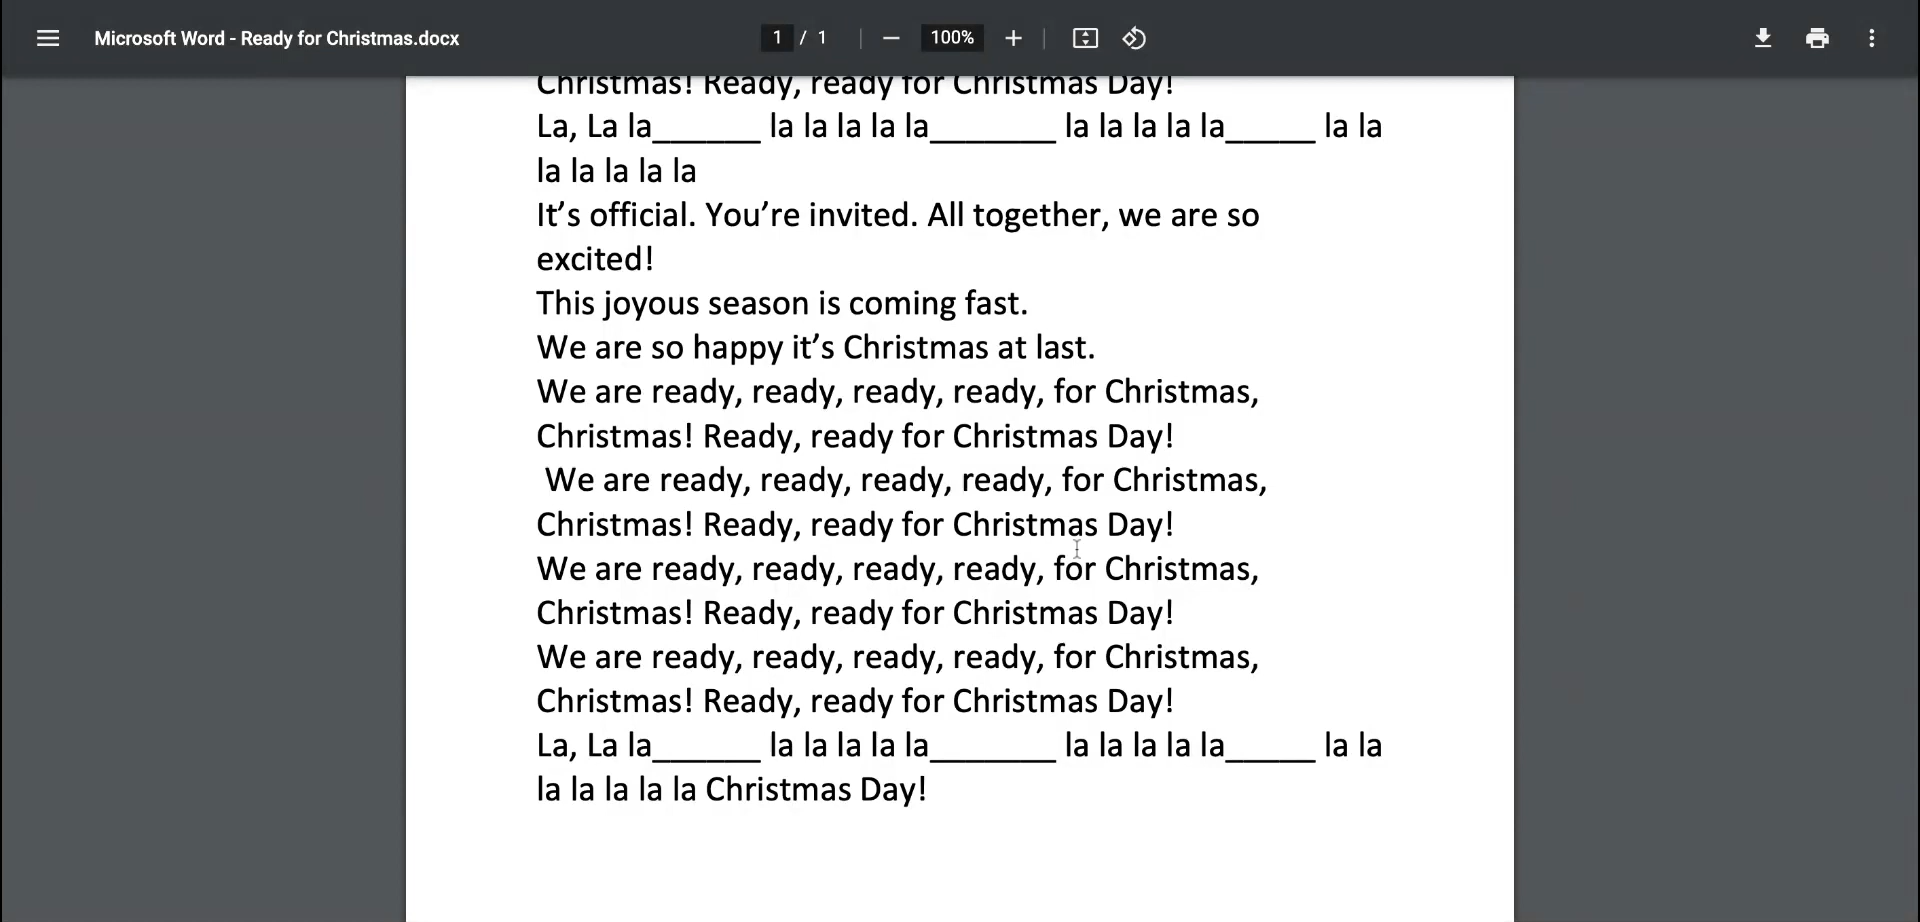 Microsoft Word - Ready for Christmas.docx
1 / 1
100%
Christmas! Ready, ready for Christmas Day!
La, La la______ la la la la la_______ la la la la la_____ la la
la la la la la
It’s official. You’re invited. All together, we are so
excited!
This joyous season is coming fast.
We are so happy it’s Christmas at last.
We are ready, ready, ready, ready, for Christmas,
Christmas! Ready, ready for Christmas Day!
We are ready, ready, ready, ready, for Christmas,
Christmas! Ready, ready for Christmas Day!
We are ready, ready, ready, ready, for Christmas,
Christmas! Ready, ready for Christmas Day!
We are ready, ready, ready, ready, for Christmas,
Christmas! Ready, ready for Christmas Day!
La, La la______ la la la la la_______ la la la la la_____ la la
la la la la la Christmas Day!